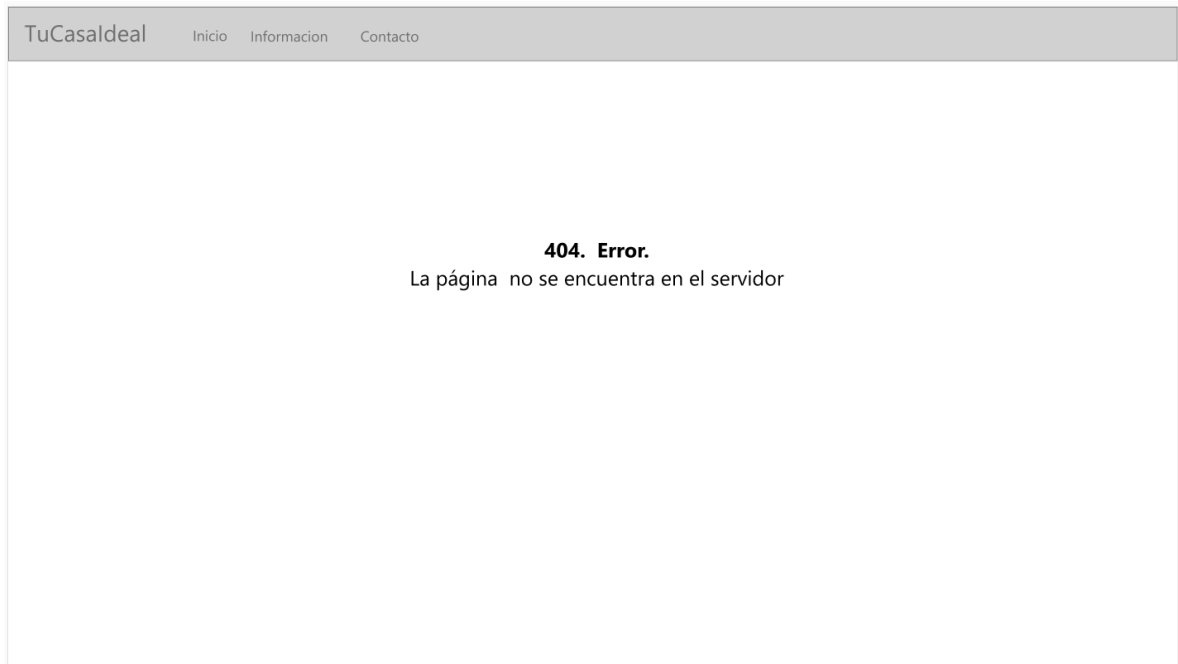 TuCasaIdeal Inicio Informacion Contacto
404. Error.
La página no se encuentra en el servidor